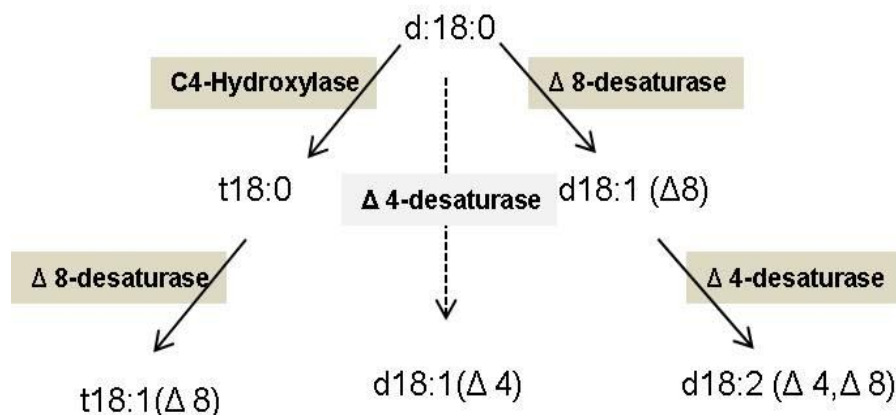 d:18:0
C4-Hydroxylase
Δ 8-desaturase
t18:0
Δ 4-desaturase
d18:1 (Δ8)
Δ 8-desaturase
Δ 4-desaturase
t18:1(Δ 8)
d18:1(Δ 4)
d18:2 (Δ 4,Δ 8)